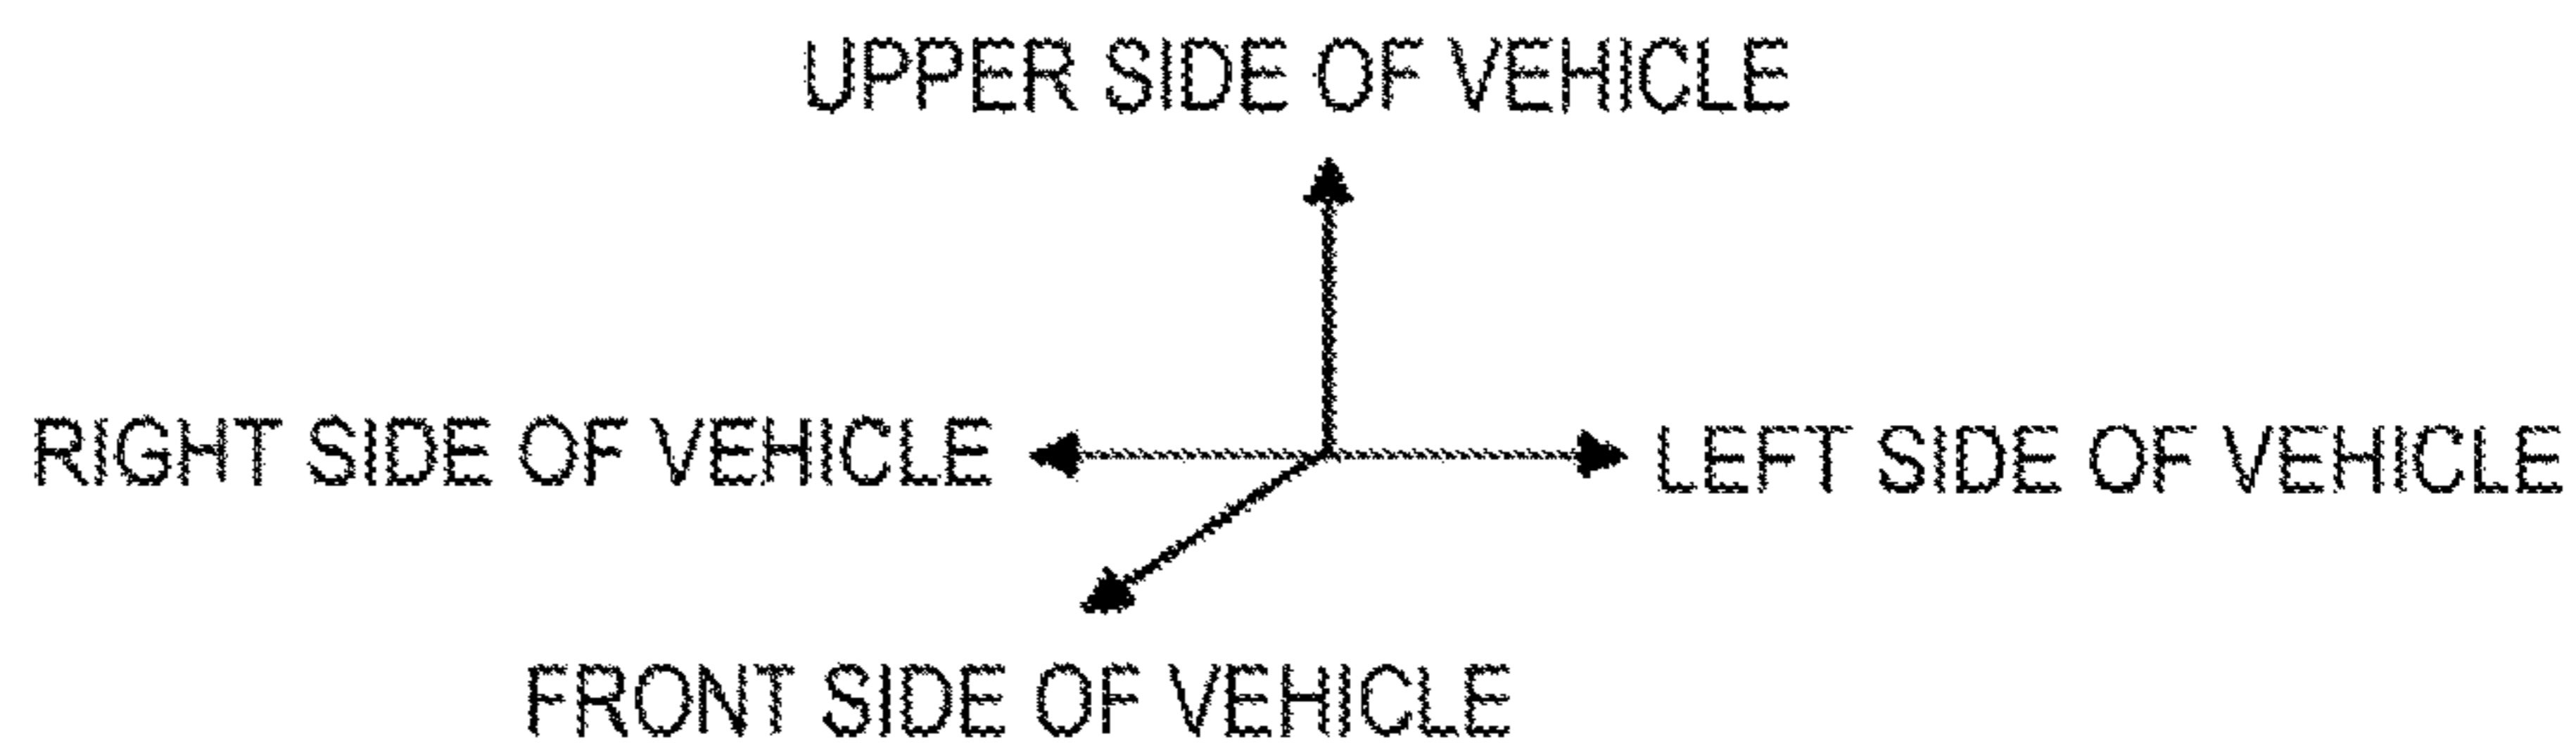 UPPER SIDE OF VEHICLE
RIGHT SIDE OF VEHICLE
LEFT SIDE OF VEHICLE
FRONT SIDE OF VEHICLE